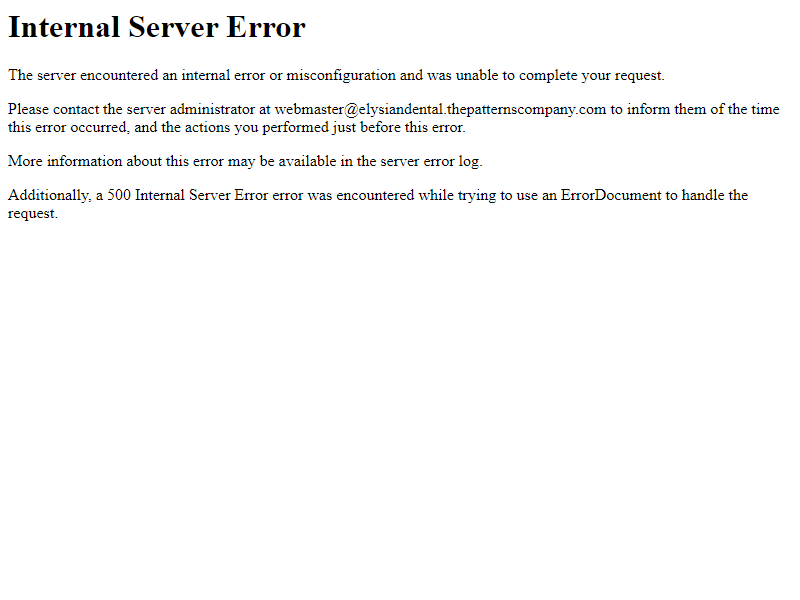 Internal Server Error
The server encountered an internal error or misconfiguration and was unable to complete your request.
Please contact the server administrator at webmaster@elysiandental.thepatternscompany.com to inform them of the time
this error occurred, and the actions you performed just before this error.
More information about this error may be available in the server error log.
Additionally, a 500 Internal Server Error error was encountered while trying to use an ErrorDocument to handle the
request.